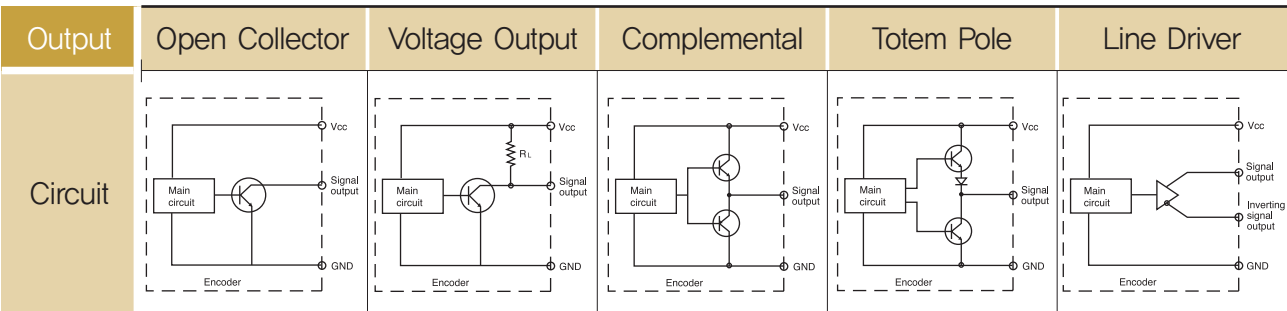 Output
Open Collector
Voltage Output
Complemental
Totem Pole
Line Driver
Circuit
Vcc
Main
circuit
Signal
output
GND
Encoder
Vcc
RL
Main
circuit
Signal
output
GND
Encoder
Vcc
Main
circuit
Signal
output
GND
Encoder
Vcc
Main
circuit
Signal
output
GND
Encoder
Vcc
Signal
output
Main
circuit
Inverting
signal
output
GND
Encoder